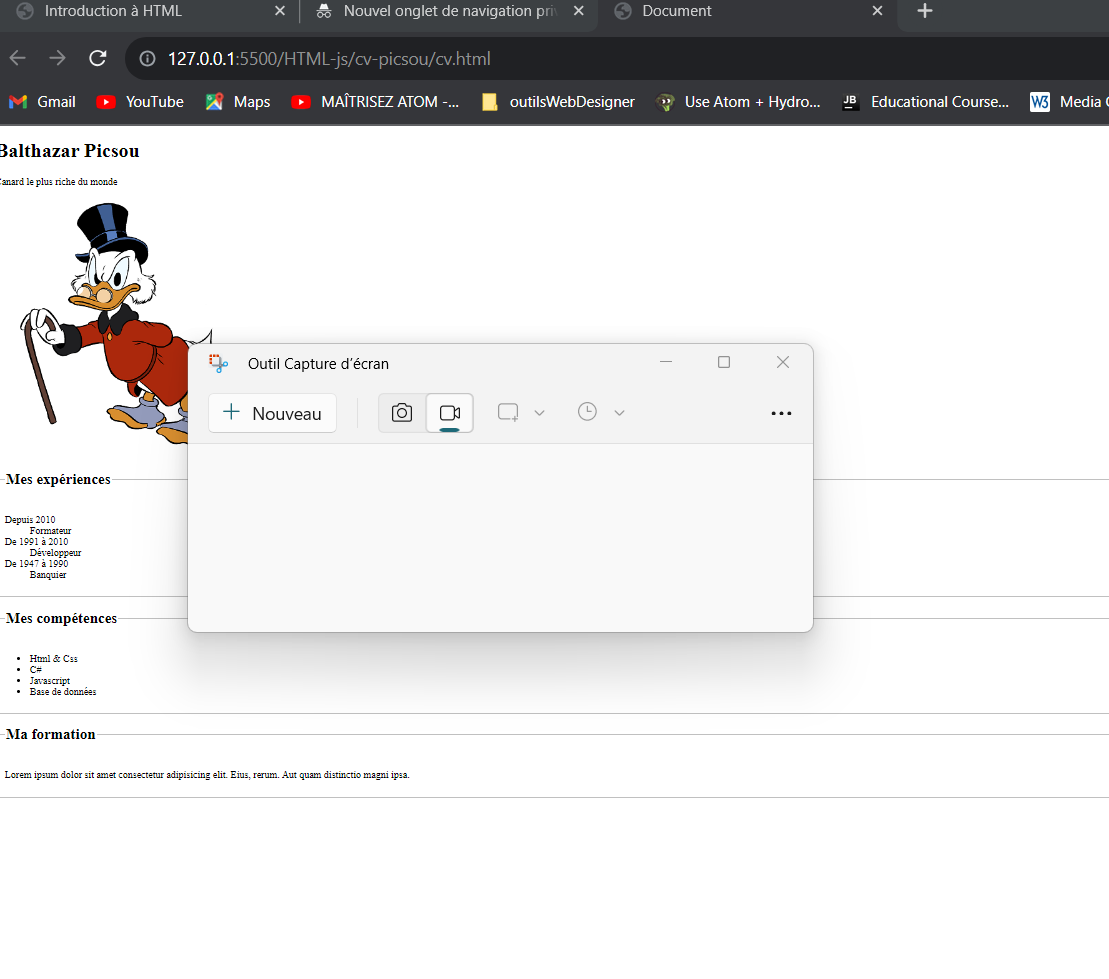 Introduction à HTML
Nouvel onglet de navigation priv
Document
127.0.0.1:5500/HTML-js/cv-picsou/cv.html
Gmail
YouTube
Maps
MAÎTRISEZ ATOM -...
outilsWebDesigner
Use Atom + Hydro...
JB
Educational Course...
W3
Media
Balthazar Picsou
Canard le plus riche du monde
Outil Capture d'écran
Nouveau
Mes expériences
Depuis 2010
Formateur
De 1991 à 2010
Développeur
De 1947 à 1990
Banquier
Mes compétences
Html & Css
C#
Javascript
Base de données
Ma formation
Lorem ipsum dolor sit amet consectetur adipisicing elit. Eius, rerum. Aut quam distinctio magni ipsa.